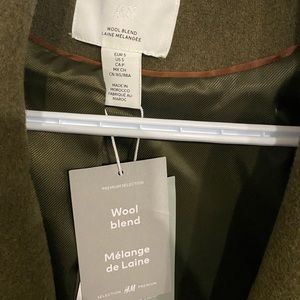 WOOL BLEND
LAINE MÉLANGÉE
EUR S
US S
CA P
MX CH
CN 165/88A
MADE IN
MOROCCO
FABRIQUÉ AU
MAROC
PREMIUM SELECTION
Wool
blend
Mélange
de Laine
SELECTION H&M PREMIUM